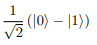 1/√2 (|0⟩ − |1⟩)